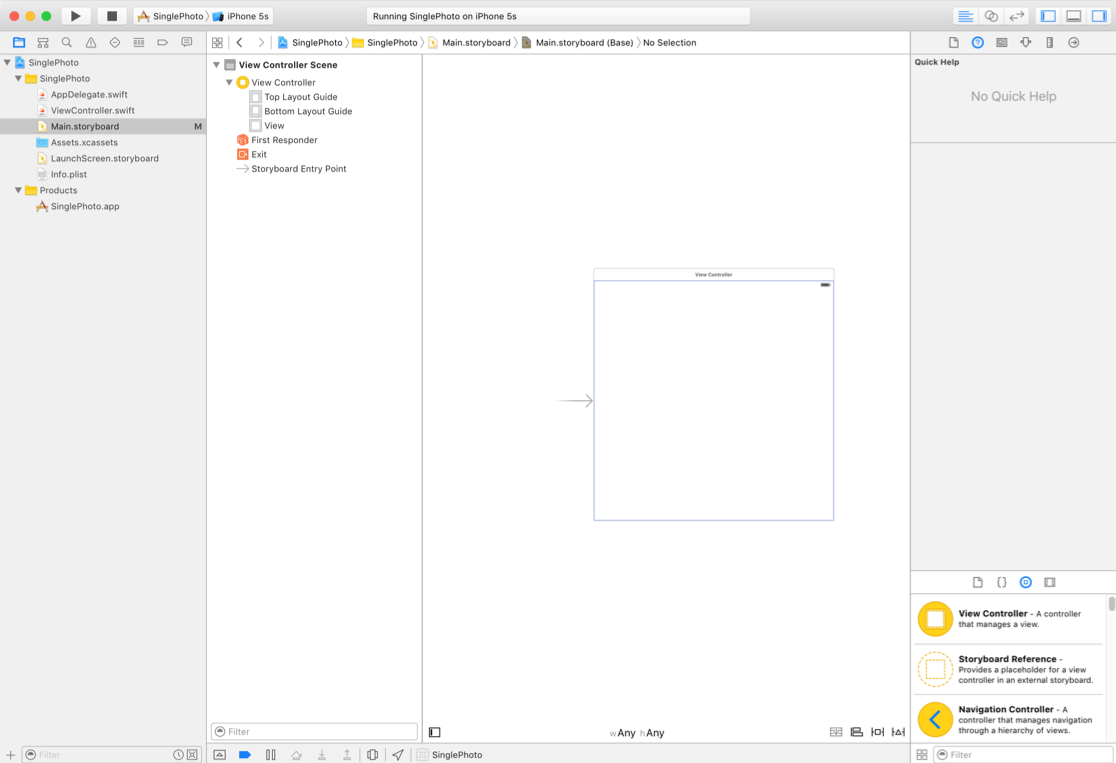 SinglePhoto iPhone 5s
Running SinglePhoto on iPhone 5s
SinglePhoto SinglePhoto Main.storyboard Main.storyboard (Base) No Selection
SinglePhoto
SinglePhoto
AppDelegate.swift
ViewController.swift
Main.storyboard M
Assets.xcassets
LaunchScreen.storyboard
Info.plist
Products
SinglePhoto.app
Filter
View Controller Scene
View Controller
Top Layout Guide
Bottom Layout Guide
View
First Responder
Exit
Storyboard Entry Point
Filter
View Controller
wAny hAny
SinglePhoto
Quick Help
No Quick Help
View Controller - A controller
that manages a view.
Storyboard Reference -
Provides a placeholder for a view
controller in an external storyboard.
Navigation Controller - A
controller that manages navigation
through a hierarchy of views.
Filter